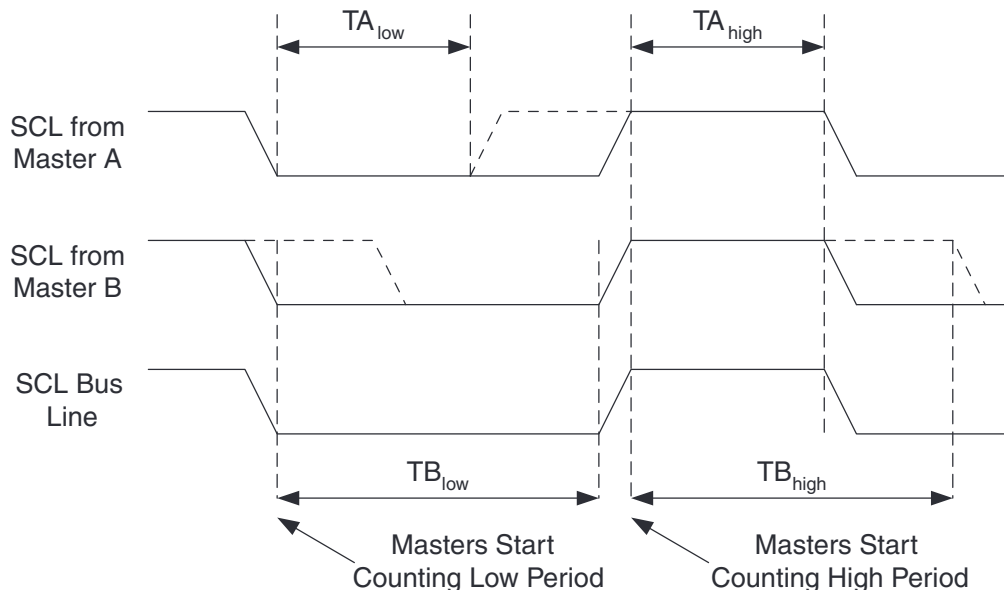 TAlow
TAhigh
SCL from
Master A
SCL from
Master B
SCL Bus
Line
TBlow
TBhigh
Masters Start
Counting Low Period
Masters Start
Counting High Period